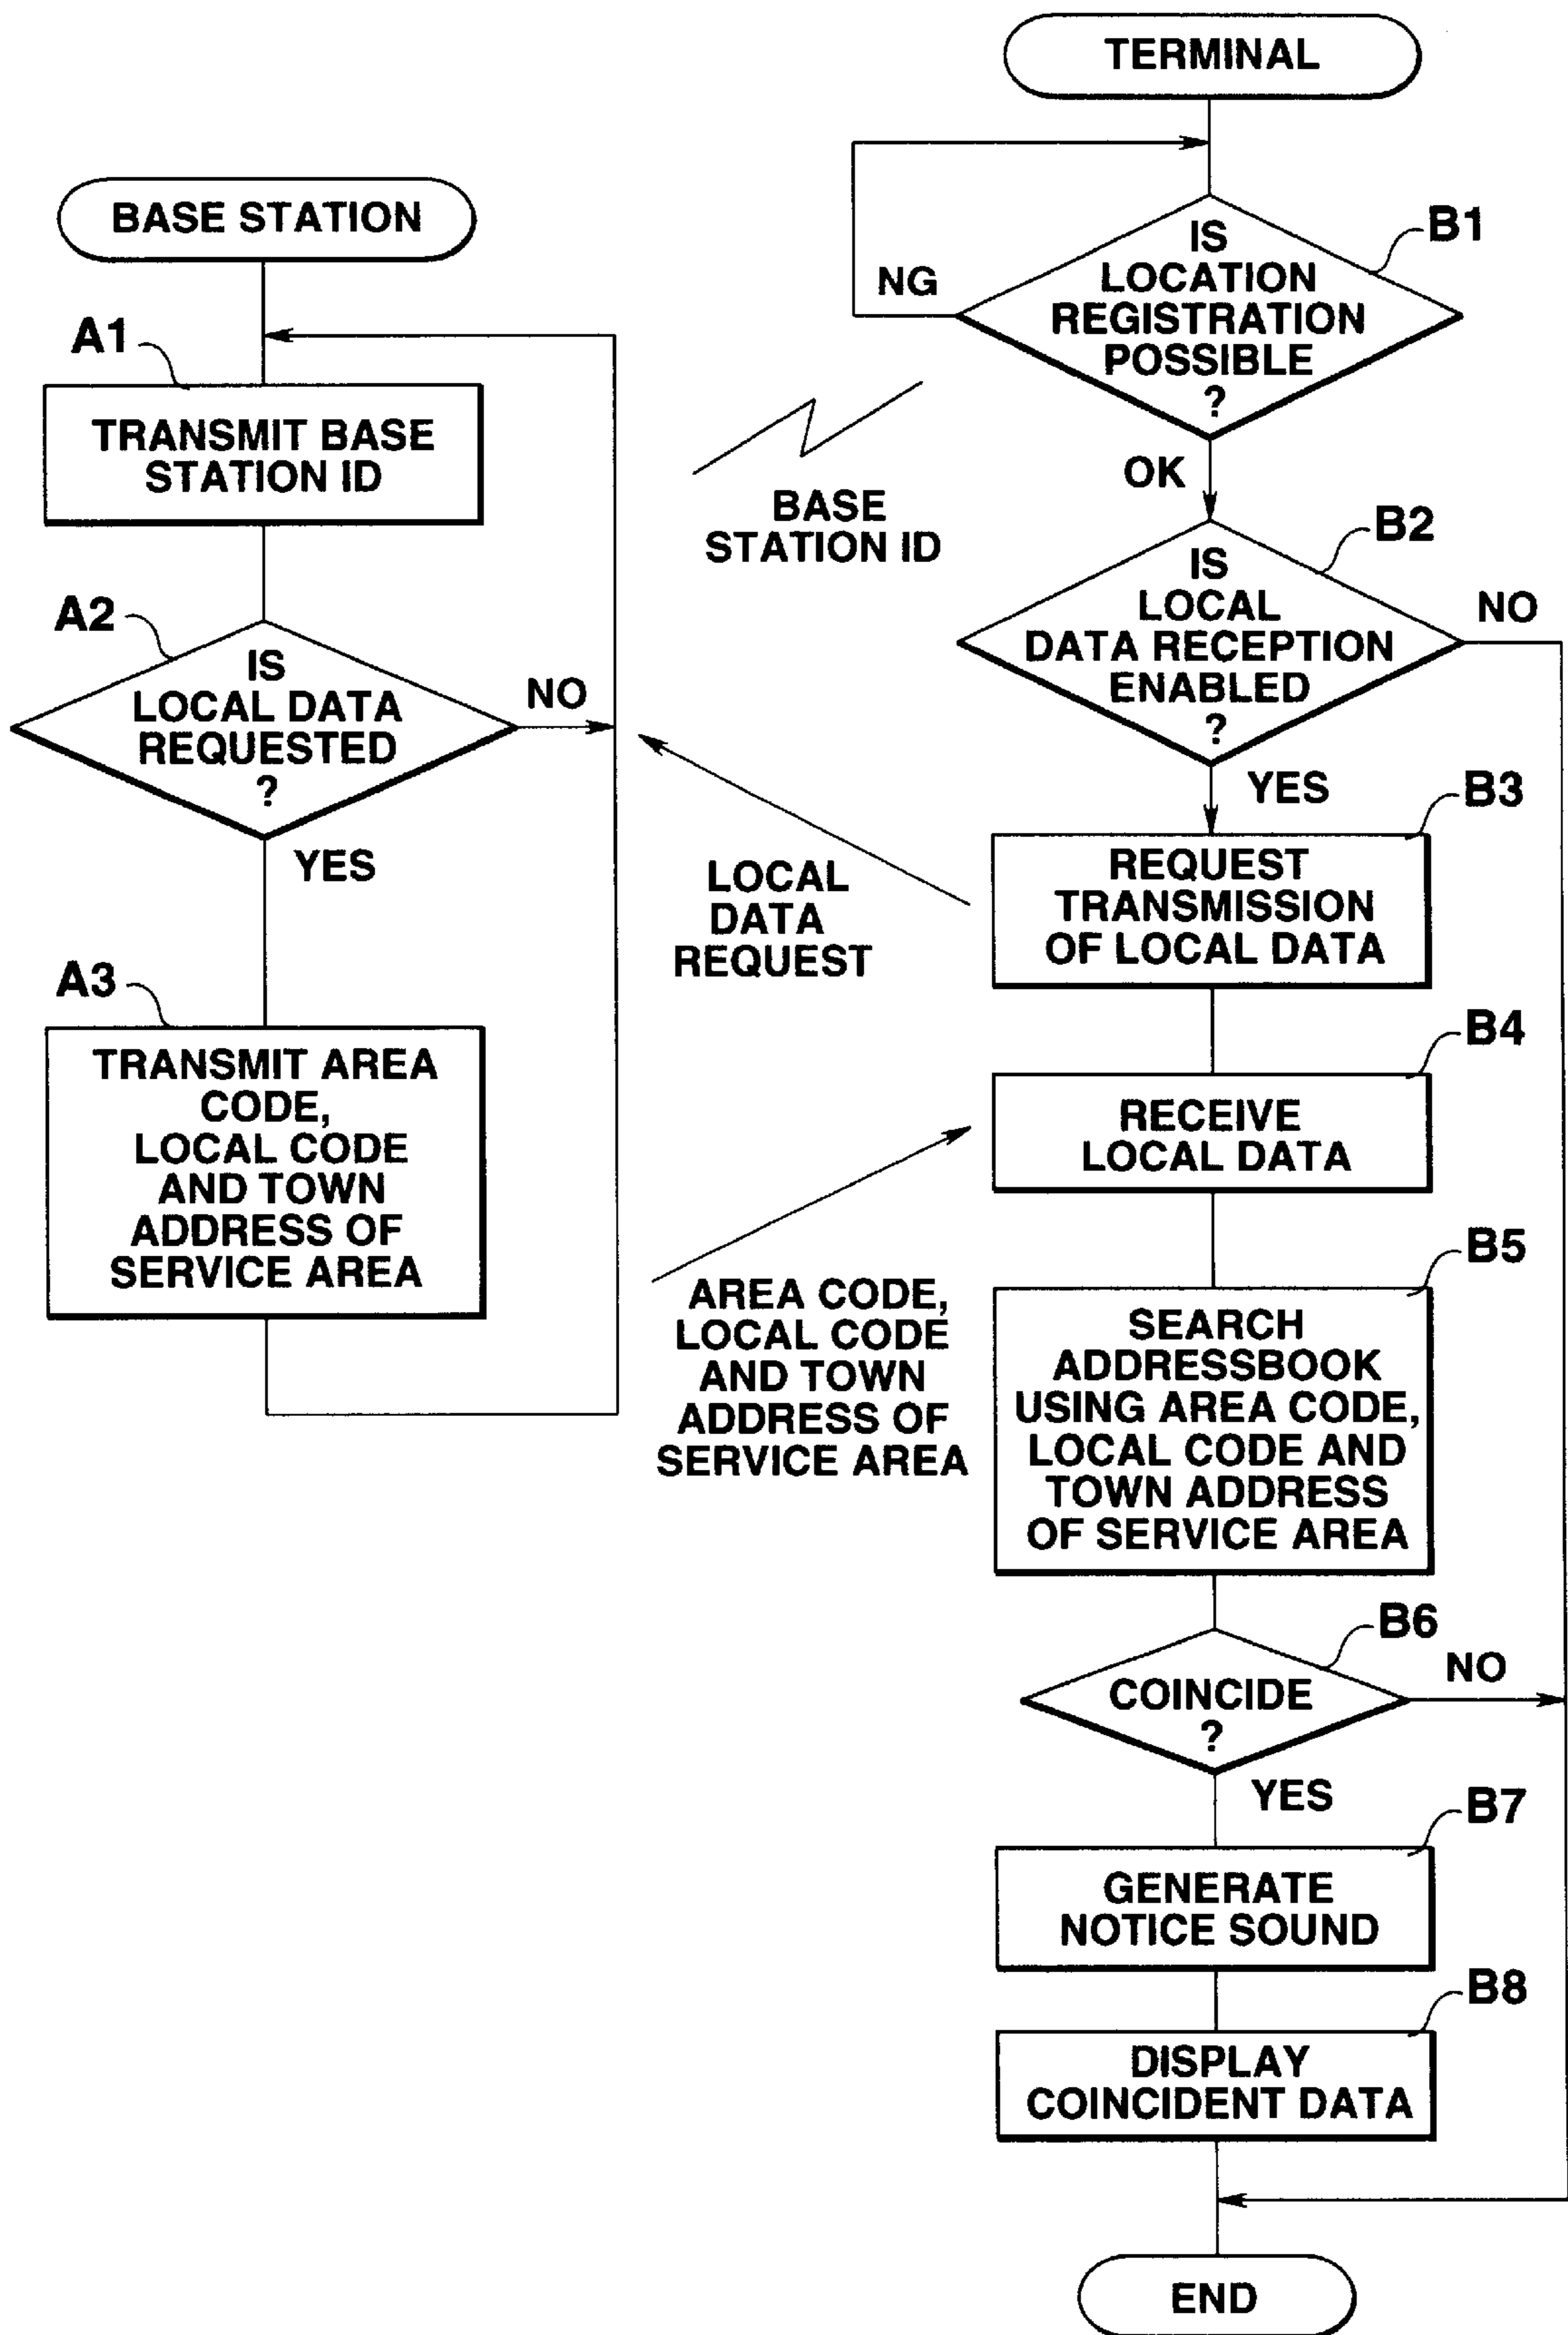 BASE STATION
A1
TRANSMIT BASE
STATION ID
A2
IS
LOCAL DATA
REQUESTED
?
NO
YES
A3
TRANSMIT AREA
CODE,
LOCAL CODE
AND TOWN
ADDRESS OF
SERVICE AREA
BASE
STATION ID
LOCAL
DATA
REQUEST
AREA CODE,
LOCAL CODE
AND TOWN
ADDRESS OF
SERVICE AREA
TERMINAL
B1
IS
LOCATION
REGISTRATION
POSSIBLE
?
NG
OK
B2
IS
LOCAL
DATA RECEPTION
ENABLED
?
NO
YES
B3
REQUEST
TRANSMISSION
OF LOCAL DATA
B4
RECEIVE
LOCAL DATA
B5
SEARCH
ADDRESSBOOK
USING AREA CODE,
LOCAL CODE AND
TOWN ADDRESS
OF SERVICE AREA
B6
COINCIDE
?
NO
YES
B7
GENERATE
NOTICE SOUND
B8
DISPLAY
COINCIDENT DATA
END